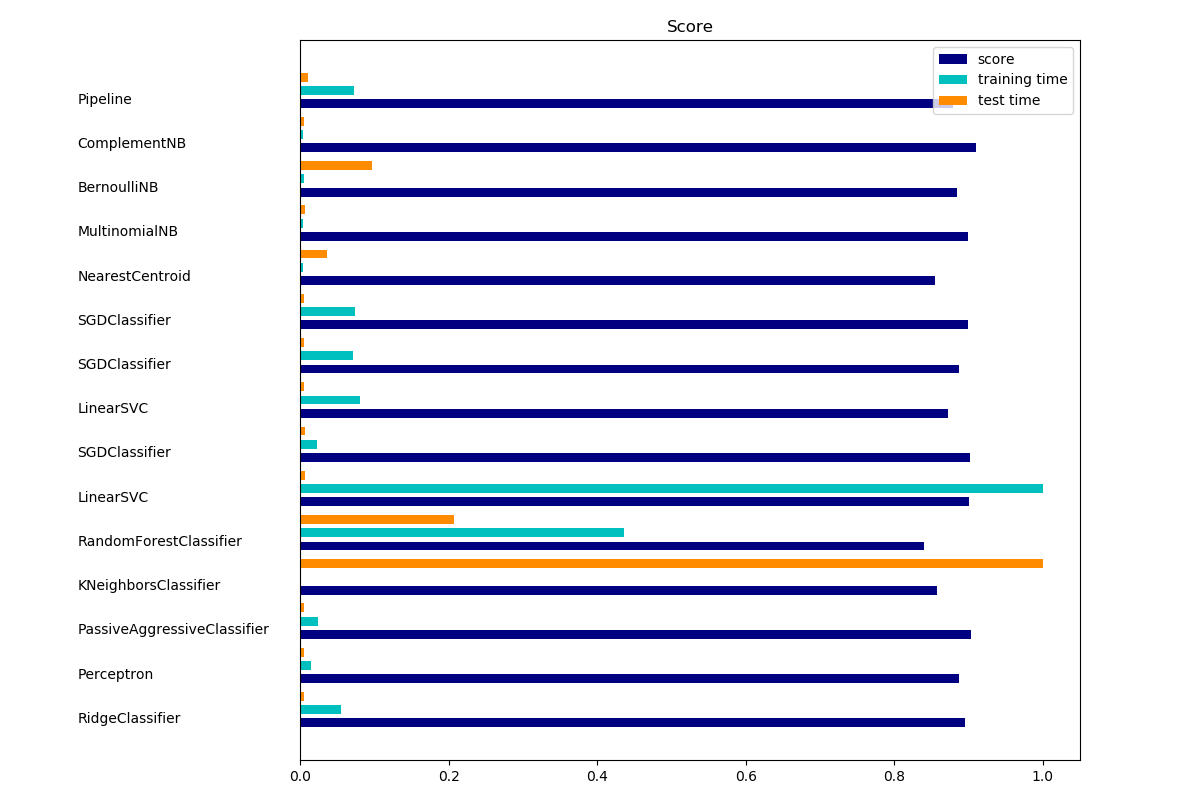 Score
score
training time
test time
Pipeline
ComplementNB
BernoulliNB
MultinomialNB
NearestCentroid
SGDClassifier
SGDClassifier
LinearSVC
SGDClassifier
LinearSVC
RandomForestClassifier
KNeighborsClassifier
PassiveAggressiveClassifier
Perceptron
RidgeClassifier
0.0 0.2 0.4 0.6 0.8 1.0